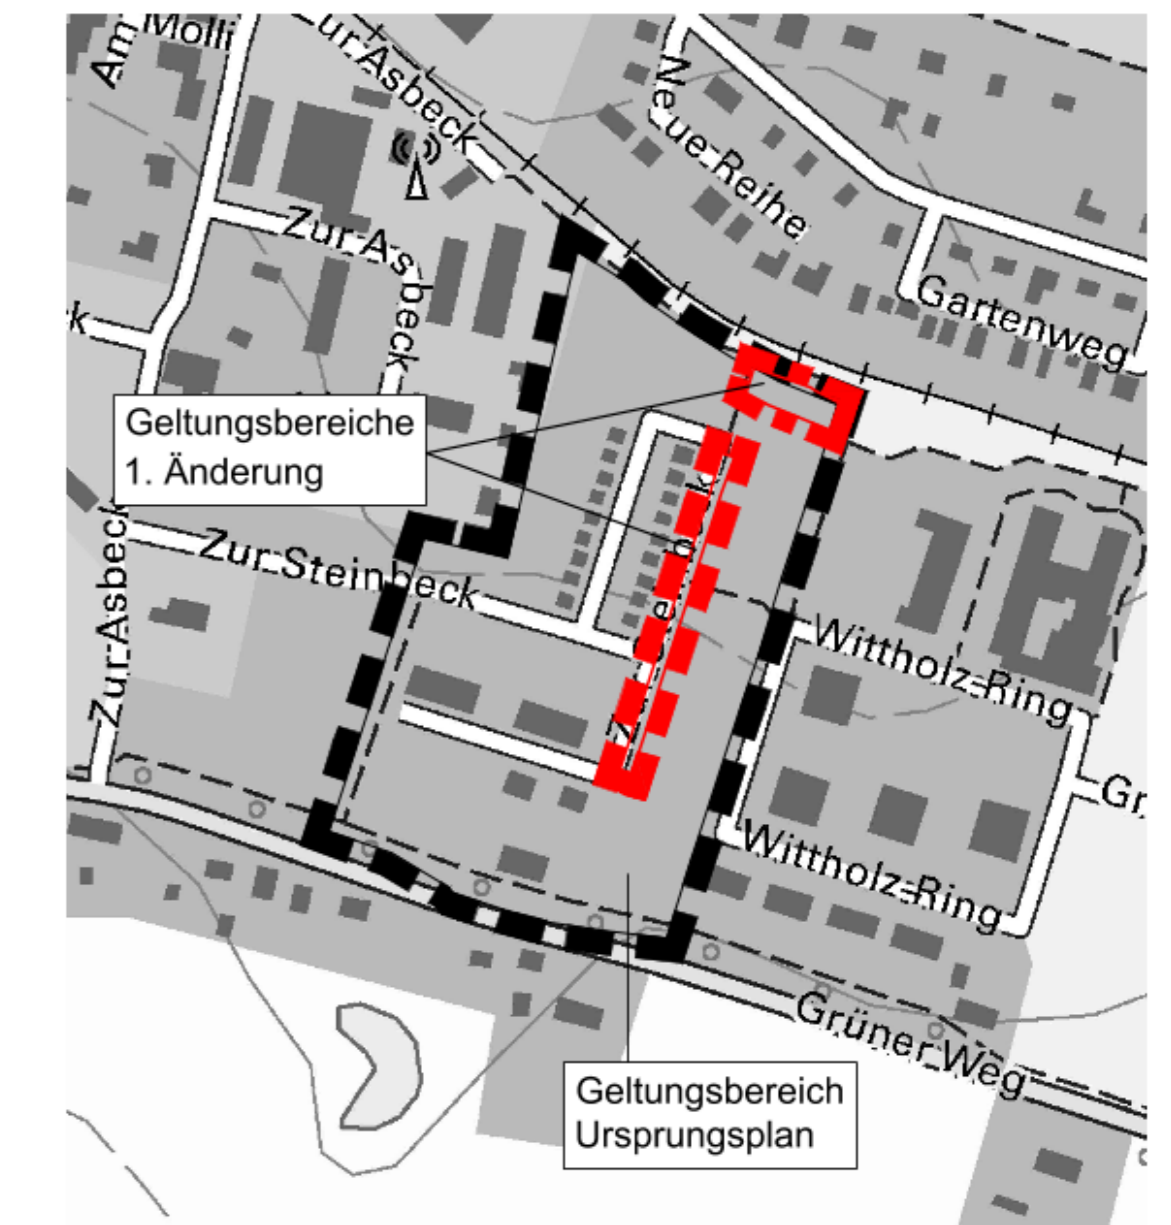 Am
Molli
Zur Asbeck
Neue Reihe
Zur Asbeck
Gartenweg
k
Geltungsbereiche
1. Änderung
Zur Asbeck
Zur Steinbeck
Wittholz-Ring
Gr.
Wittholz-Ring
Grüner Weg
Geltungsbereich
Ursprungsplan